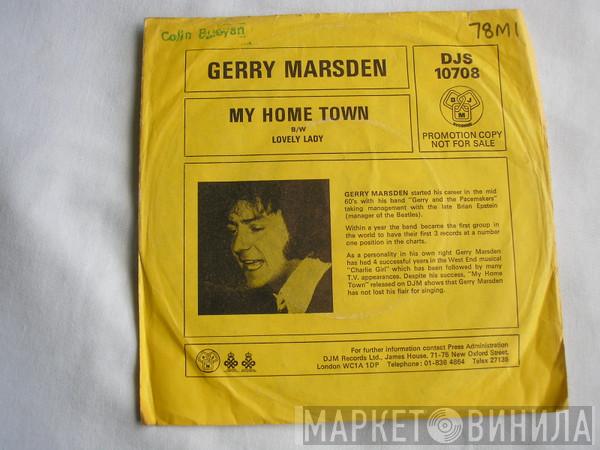 Colin
78M1
GERRY MARSDEN
DJS
10708
MY HOME TOWN
B/W
LOVELY LADY
DJM
PROMOTION COPY
NOT FOR SALE
GERRY MARSDEN started his career in the mid
60's with his band "Gerry and the Pacemakers"
taking management with the late Brian Epstein
(manager of the Beatles).
Within a year the band became the first group in
the world to have their first 3 records at a number
one position in the charts.
As a personality in his own right Gerry Marsden
has had 4 successful years in the West End musical
"Charlie Girl" which has been followed by many
T.V. appearances. Despite his success, "My Home
Town" released on DJM shows that Gerry Marsden
has not lost his flair for singing.
For further information contact Press Administration
DJM Records Ltd., James House, 71-75 New Oxford Street,
London WC1A 1DP Telephone : 01-836 4864 Telex 27135
МАРКЕТ ВИНИЛА